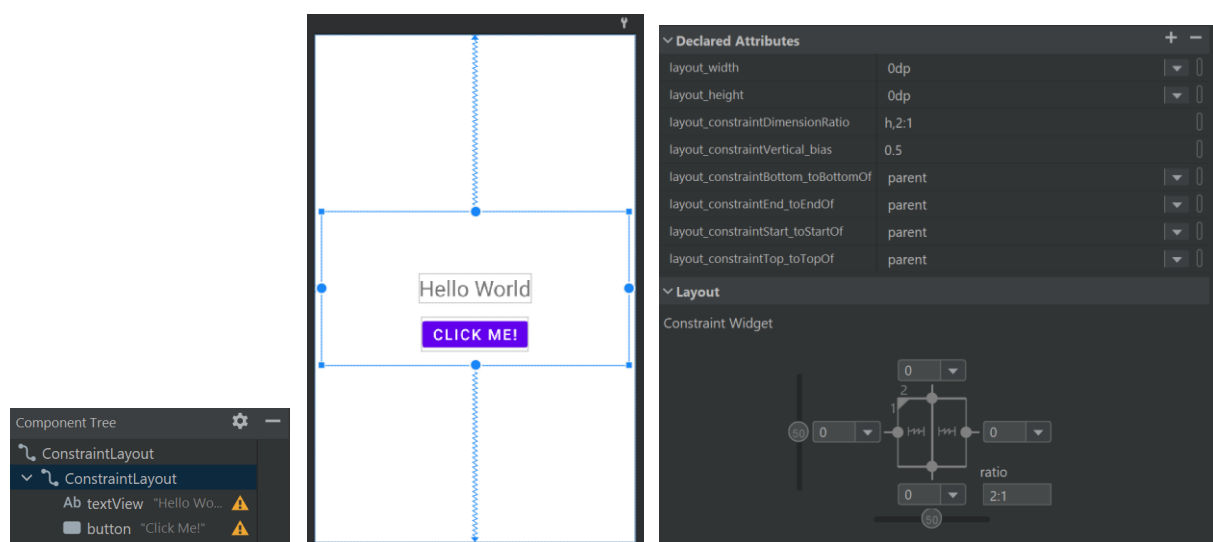 Component Tree
ConstraintLayout
ConstraintLayout
Ab textView "Hello Wo...
button "Click Me!"
Hello World
CLICK ME!
Declared Attributes
layout_width 0dp
layout_height 0dp
layout_constraintDimensionRatio h,2:1
layout_constraintVertical_bias 0.5
layout_constraintBottom_toBottomOf parent
layout_constraintEnd_toEndOf parent
layout_constraintStart_toStartOf parent
layout_constraintTop_toTopOf parent
Layout
Constraint Widget
0
2
1
50 0 0
ratio
0 2:1
50